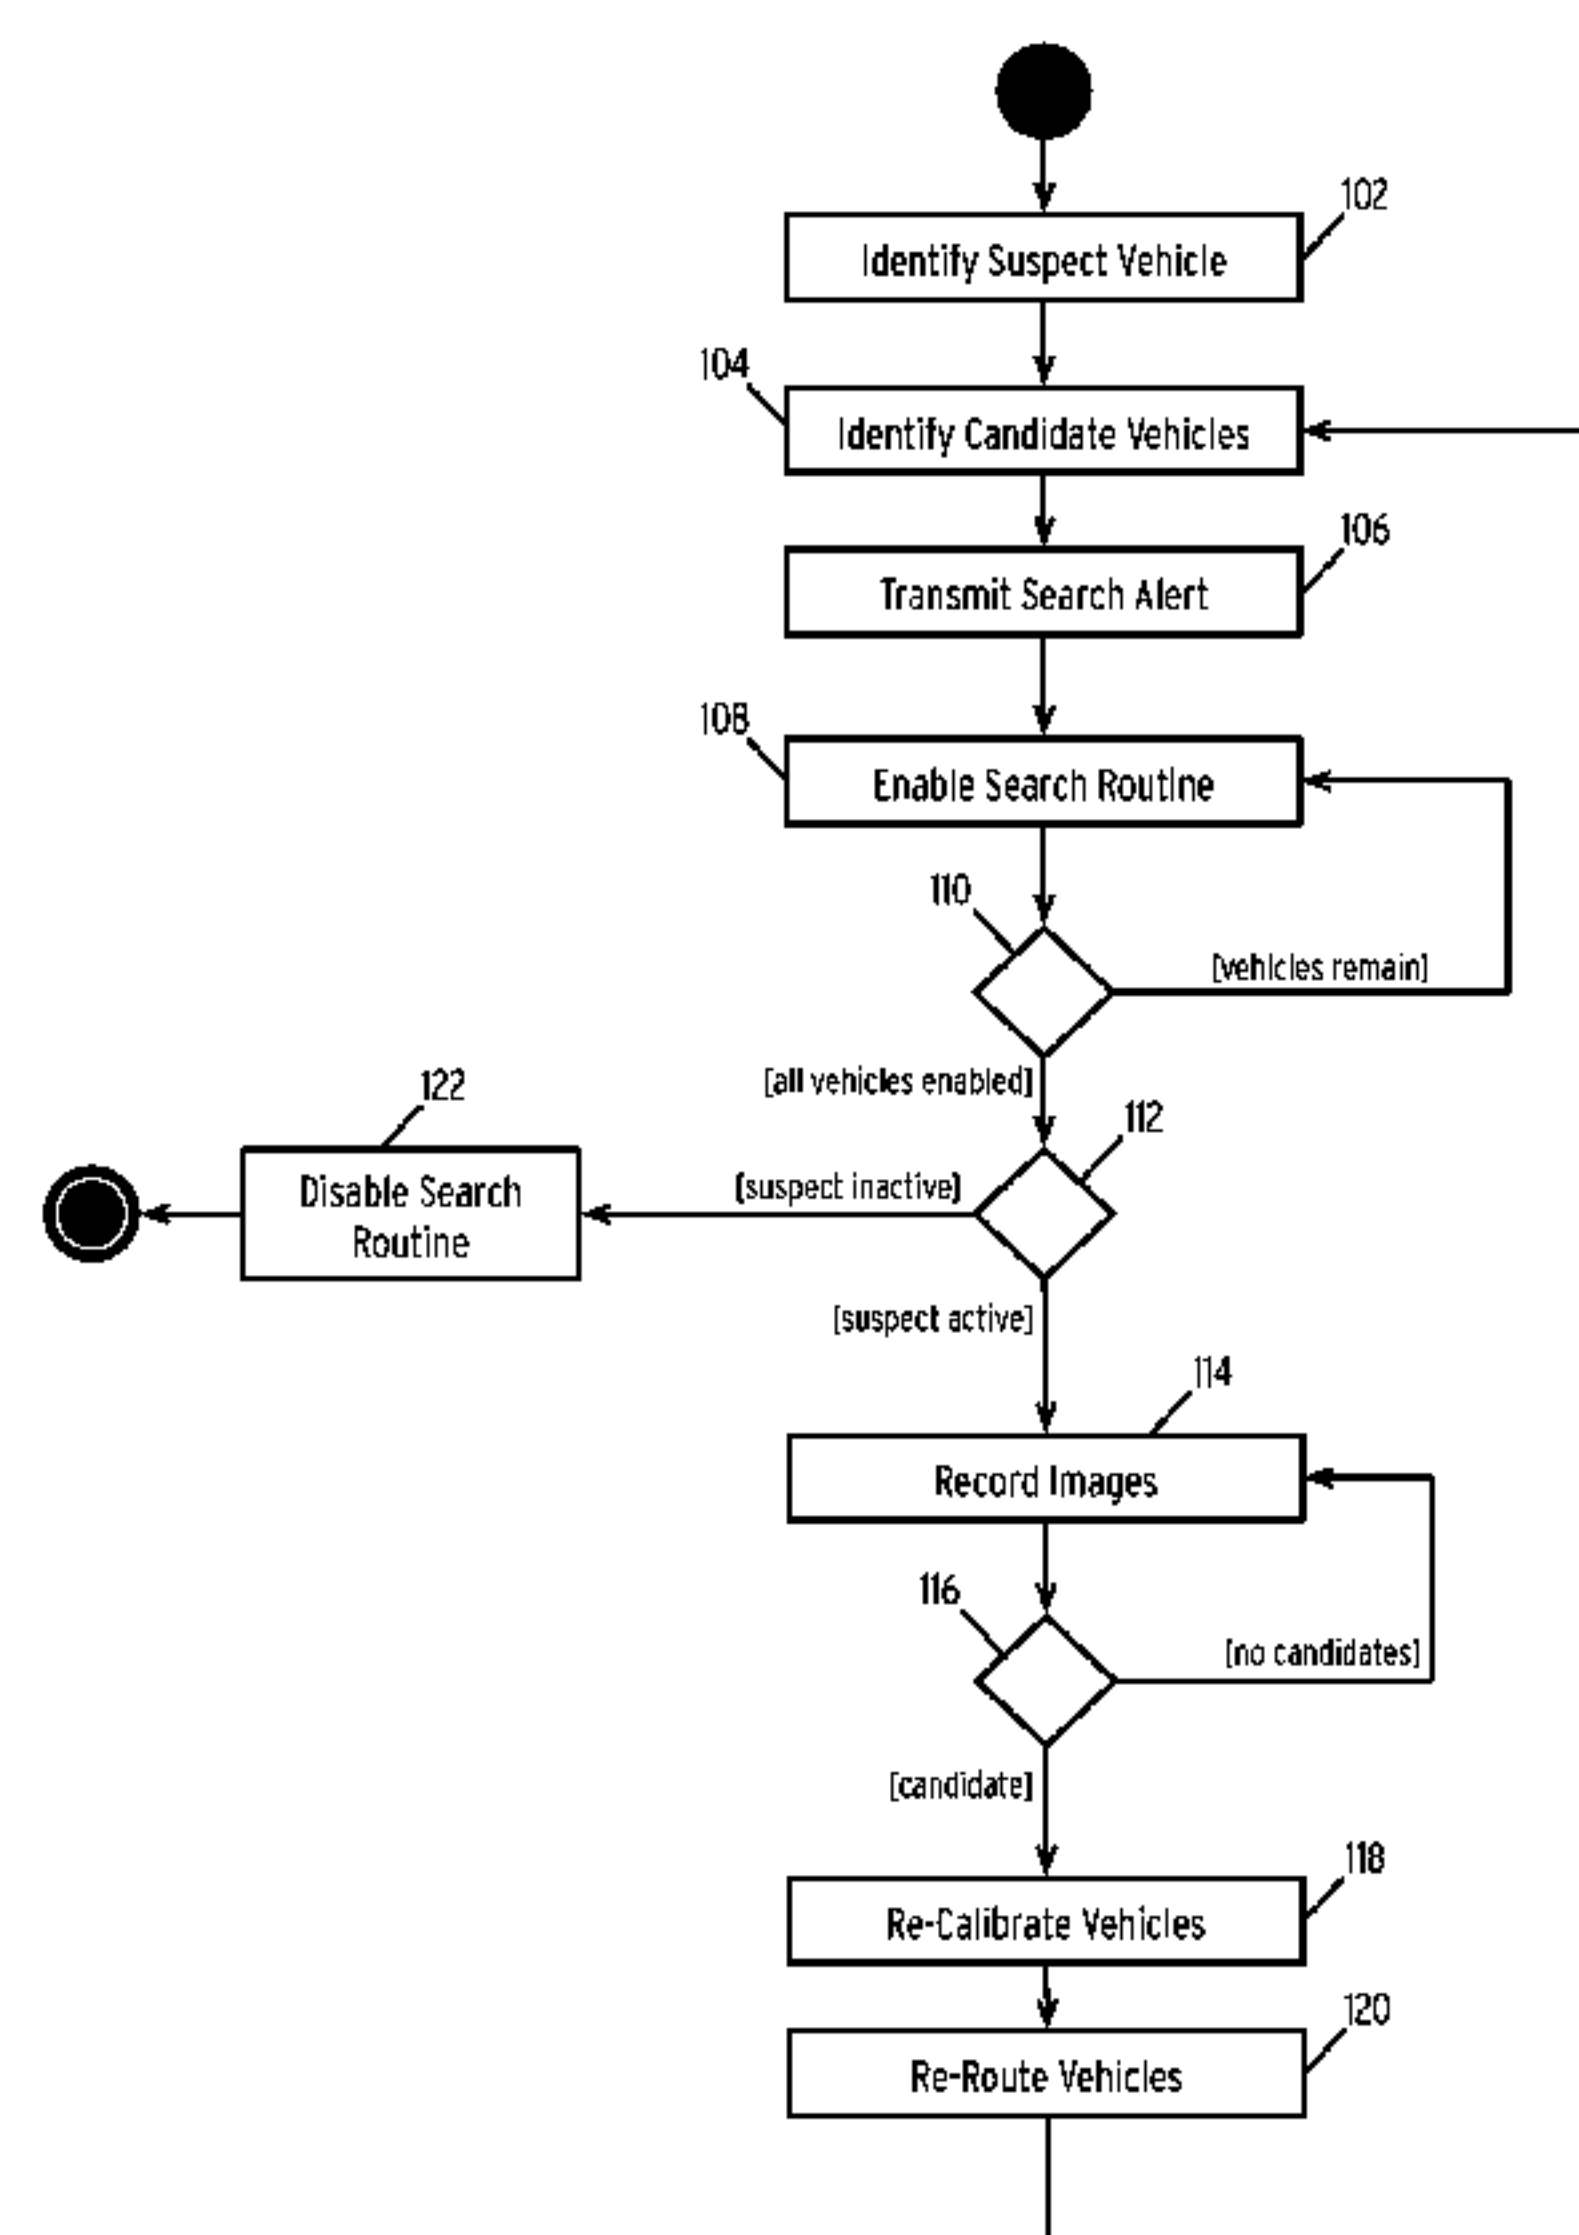 102
Identify Suspect Vehicle
104
Identify Candidate Vehicles
106
Transmit Search Alert
108
Enable Search Routine
110
[vehicles remain]
[all vehicles enabled]
122
112
Disable Search
Routine
[suspect inactive]
[suspect active]
114
Record Images
116
[no candidates]
[candidate]
118
Re-Calibrate Vehicles
120
Re-Route Vehicles